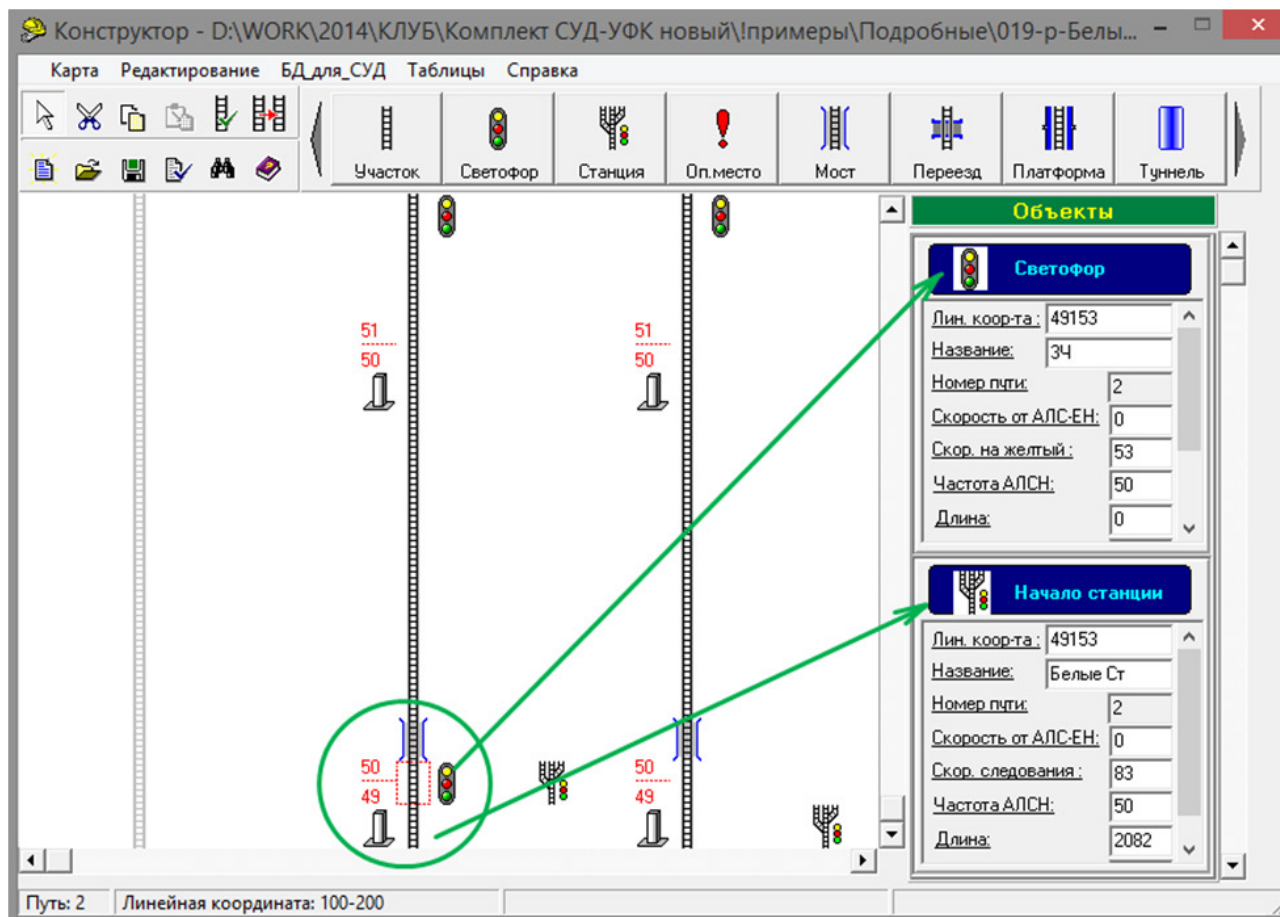 Конструктор - D:\WORK\2014\КЛУБ\Комплект СУД-УФК новый\!примеры\Подробные\019-р-Белы...
Карта Редактирование БД_для_СУД Таблицы Справка
Участок Светофор Станция Оп.место Мост Переезд Платформа Туннель
Объекты
Светофор
Лин. коор-та : 49153
Название: 3Ч
Номер пути: 2
Скорость от АЛС-ЕН: 0
Скор. на желтый : 53
Частота АЛСН: 50
Длина: 0
Начало станции
Лин. коор-та : 49153
Название: Белые Ст
Номер пути: 2
Скорость от АЛС-ЕН: 0
Скор. следования : 83
Частота АЛСН: 50
Длина: 2082
51 51
50 50
50 50
49 49
Путь: 2 Линейная координата: 100-200